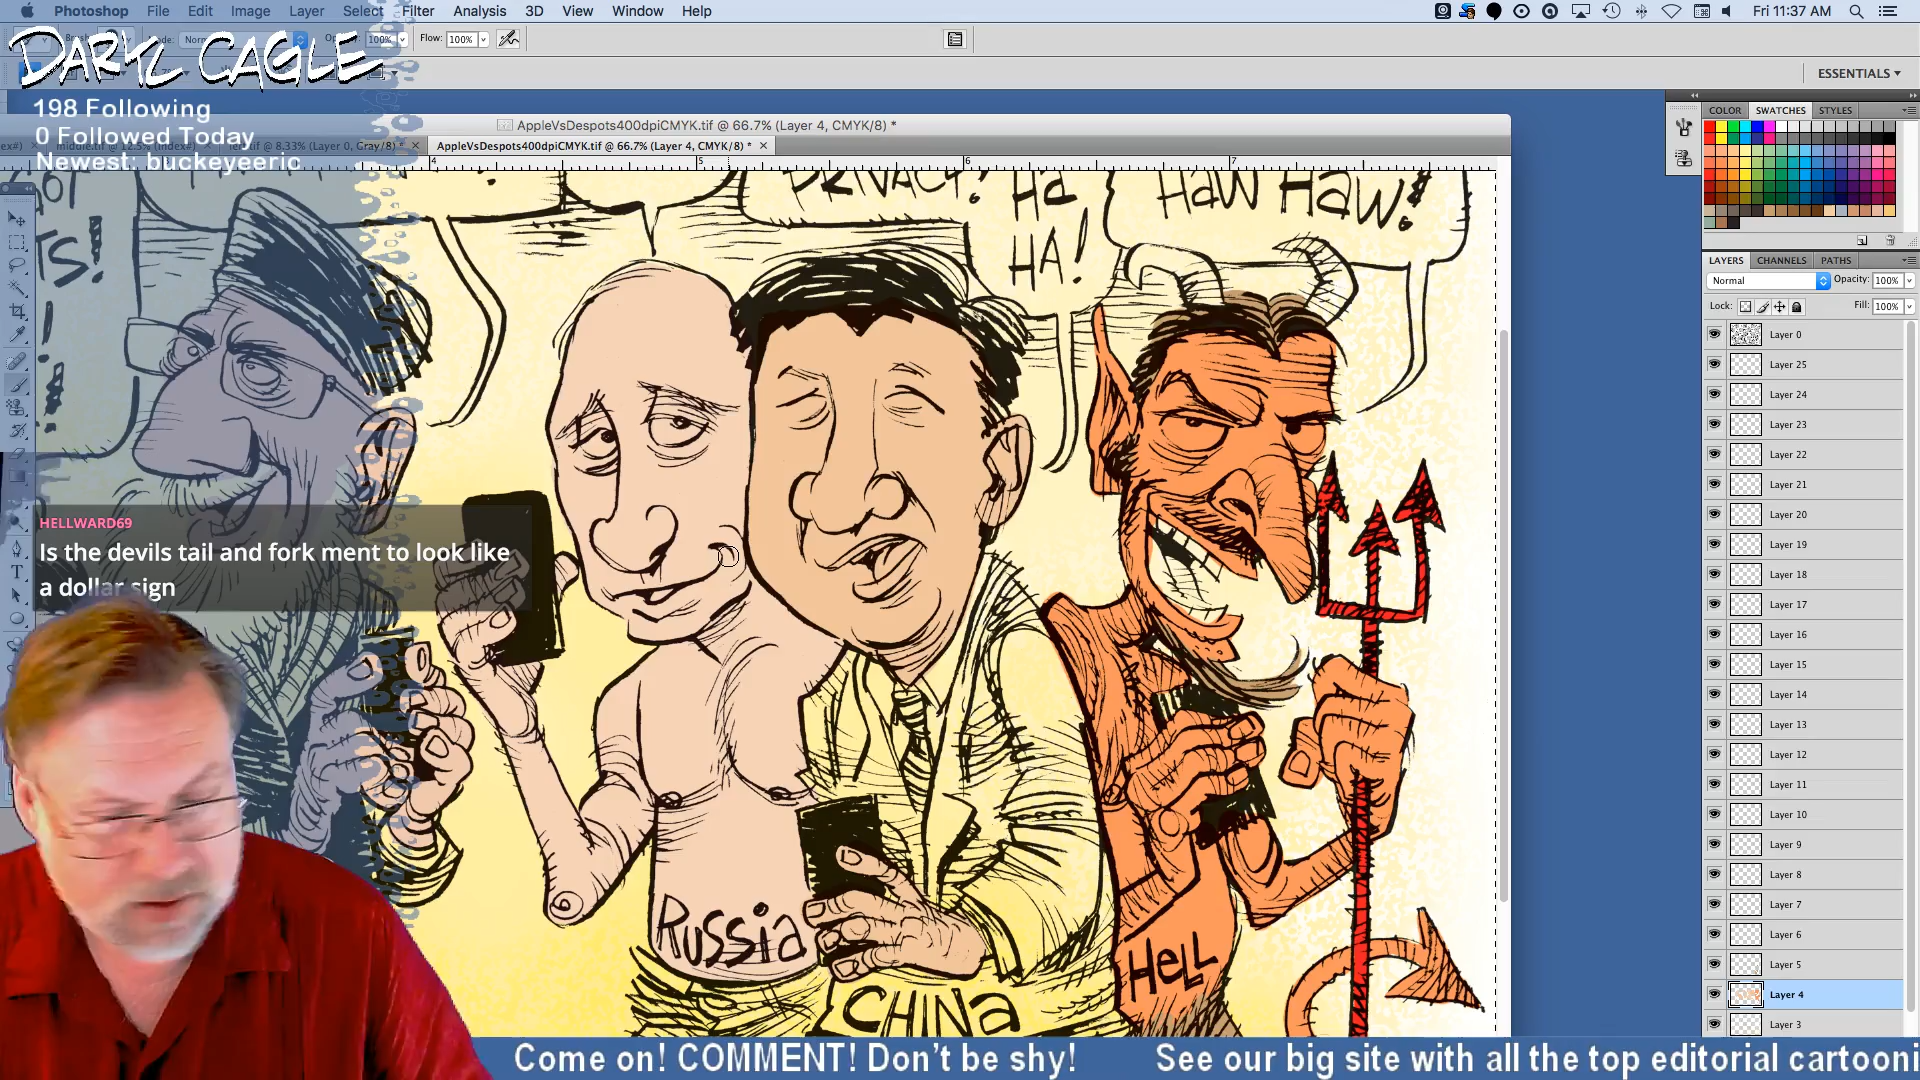 Photoshop File Edit Image Layer Select Filter Analysis 3D View Window Help
Fri 11:37 AM
Flow: 100%
DARYL CAGLE
ESSENTIALS
198 Following
0 Followed Today
Newest: buckeyeeric
AppleVsDespots400dpiCMYK.tif @ 66.7% (Layer 4, CMYK/8) *
AppleVsDespots400dpiCMYK.tif @ 66.7% (Layer 4, CMYK/8) *
4 5 6 7
COLOR SWATCHES STYLES
PRIVACY! Ha
HA!
HaW HaW!
TS!
HELLWARD69
Is the devils tail and fork ment to look like
a dollar sign
Russia
CHINa
HeLL
LAYERS CHANNELS PATHS
Normal Opacity: 100%
Lock: Fill: 100%
Layer 0
Layer 25
Layer 24
Layer 23
Layer 22
Layer 21
Layer 20
Layer 19
Layer 18
Layer 17
Layer 16
Layer 15
Layer 14
Layer 13
Layer 12
Layer 11
Layer 10
Layer 9
Layer 8
Layer 7
Layer 6
Layer 5
Layer 4
Layer 3
Come on! COMMENT! Don't be shy! See our big site with all the top editorial cartooni